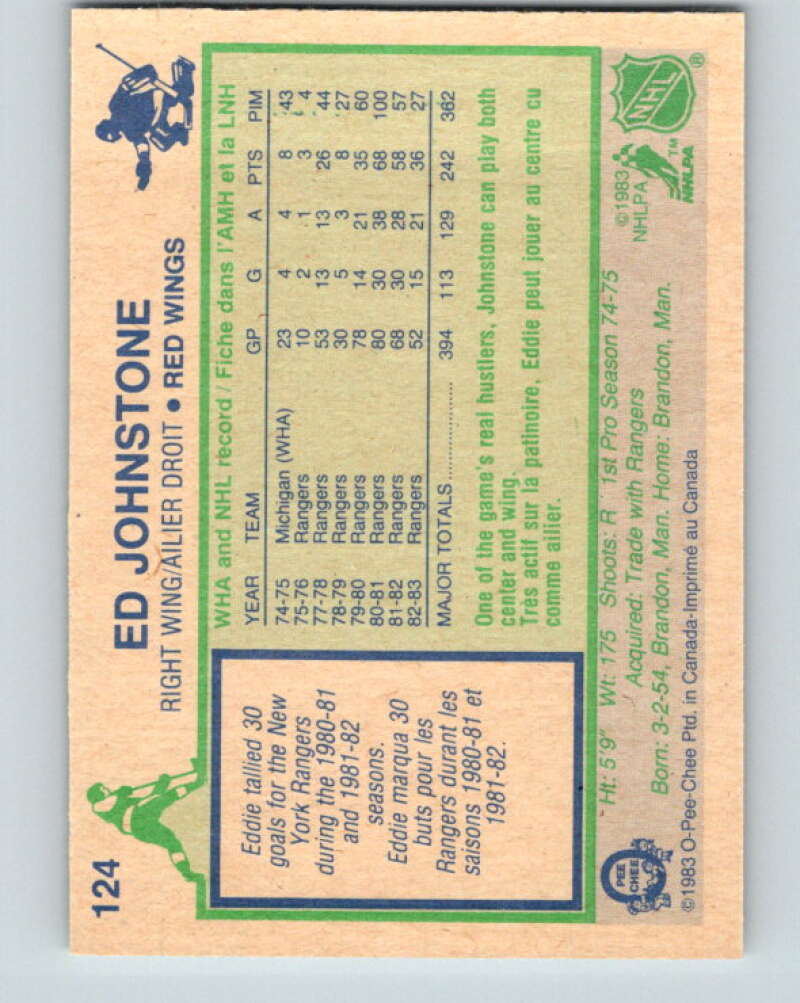 124
ED JOHNSTONE
RIGHT WING/AILIER DROIT • RED WINGS
Eddie tallied 30
goals for the New
York Rangers
during the 1980-81
and 1981-82
seasons.
Eddie marqua 30
buts pour les
Rangers durant les
saisons 1980-81 et
1981-82.
WHA and NHL record / Fiche dans l'AMH et la LNH
YEAR TEAM GP G A PTS PIM
74-75 Michigan (WHA) 23 4 4 8 43
75-76 Rangers 10 2 1 3 4
77-78 Rangers 53 13 13 26 44
78-79 Rangers 30 5 3 8 27
79-80 Rangers 78 14 21 35 60
80-81 Rangers 80 30 38 68 100
81-82 Rangers 68 30 28 58 57
82-83 Rangers 52 15 21 36 27
MAJOR TOTALS 394 113 129 242 362
One of the game's real hustlers, Johnstone can play both
center and wing.
Très actif sur la patinoire, Eddie peut jouer au centre cu
comme ailier.
Ht: 5'9" Wt: 175 Shoots: R 1st Pro Season 74-75
Acquired: Trade with Rangers
Born: 3-2-54, Brandon, Man. Home: Brandon, Man.
©1983 O-Pee-Chee Ptd. in Canada-Imprimé au Canada
O
PEE
CHEE
©1983
NHLPA
NHLPA ™
NHL ®